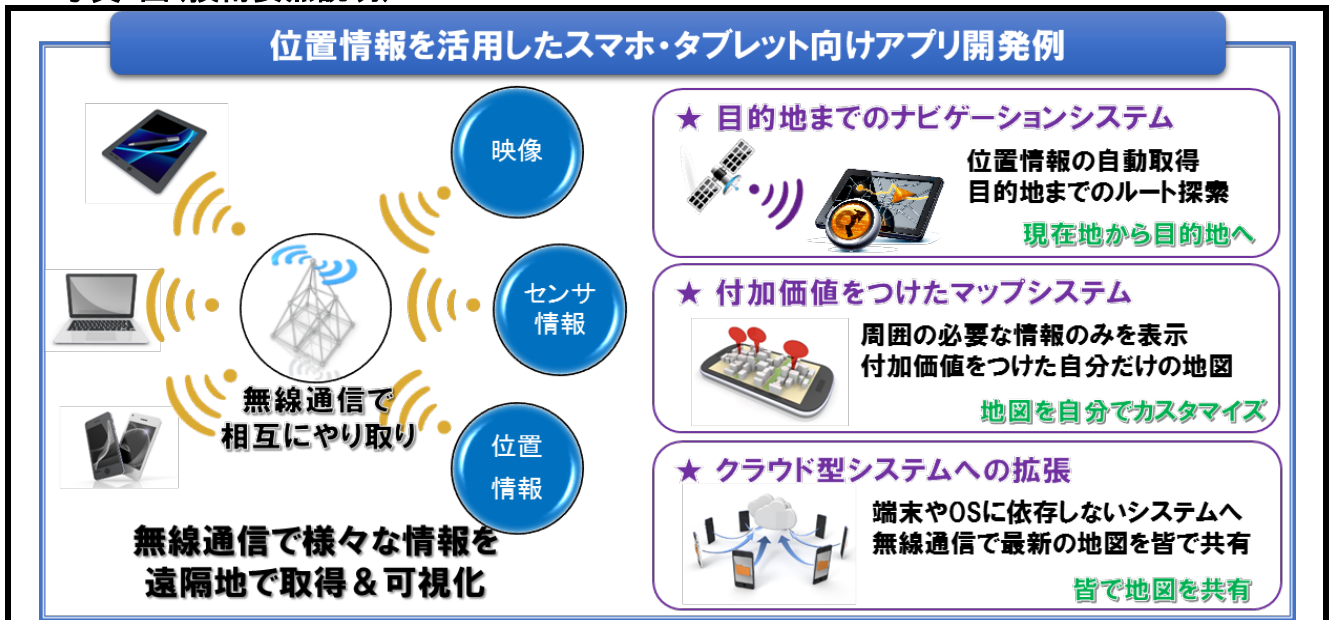 位置情報を活用したスマホ・タブレット向けアプリ開発例
映像
センサ
情報
位置
情報
無線通信で
相互にやり取り
無線通信で様々な情報を
遠隔地で取得&可視化
★ 目的地までのナビゲーションシステム
位置情報の自動取得
目的地までのルート探索
現在地から目的地へ
★ 付加価値をつけたマップシステム
周囲の必要な情報のみを表示
付加価値をつけた自分だけの地図
地図を自分でカスタマイズ
★ クラウド型システムへの拡張
端末やOSに依存しないシステムへ
無線通信で最新の地図を皆で共有
皆で地図を共有